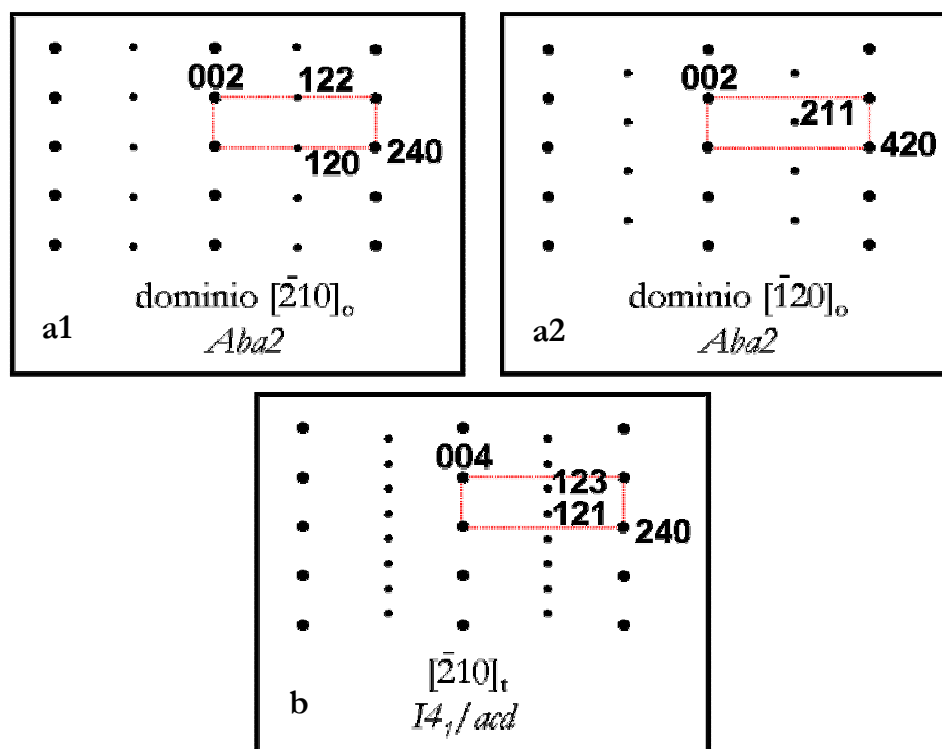 002 122
120 240
dominio [2̄10]ₒ
a1 Aba2
002
211
420
dominio [1̄20]ₒ
a2 Aba2
004
123
121
240
[2̄10]ₜ
b I4₁/acd